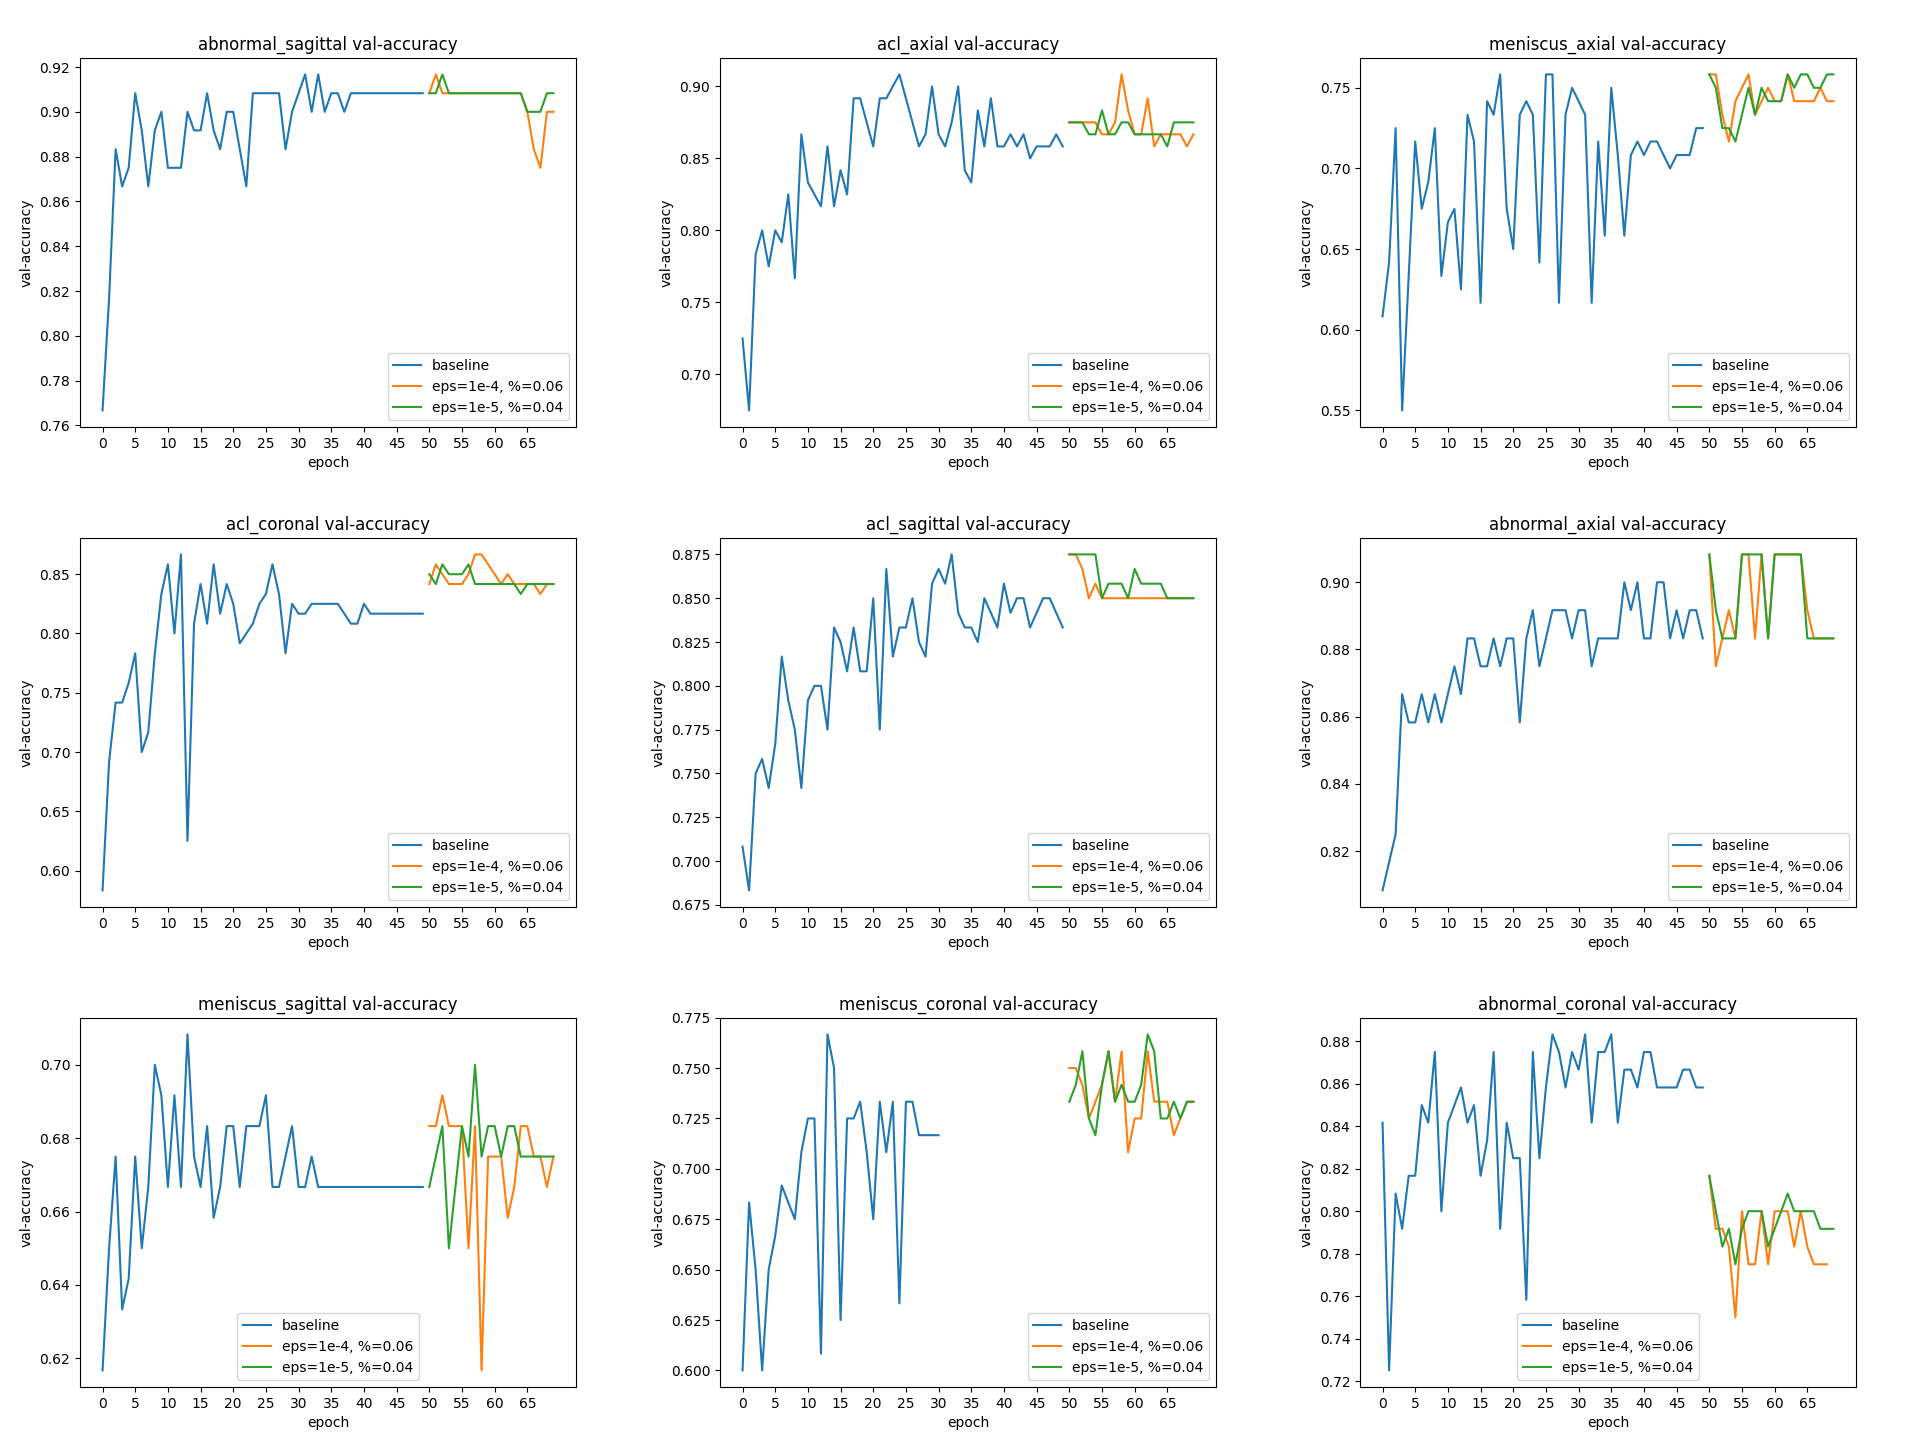 abnormal_sagittal val-accuracy
val-accuracy
0.92
0.90
0.88
0.86
0.84
0.82
0.80
0.78
0.76
baseline
eps=1e-4, %=0.06
eps=1e-5, %=0.04
0 5 10 15 20 25 30 35 40 45 50 55 60 65
epoch
acl_axial val-accuracy
val-accuracy
0.90
0.85
0.80
0.75
0.70
baseline
eps=1e-4, %=0.06
eps=1e-5, %=0.04
0 5 10 15 20 25 30 35 40 45 50 55 60 65
epoch
meniscus_axial val-accuracy
val-accuracy
0.75
0.70
0.65
0.60
0.55
baseline
eps=1e-4, %=0.06
eps=1e-5, %=0.04
0 5 10 15 20 25 30 35 40 45 50 55 60 65
epoch
acl_coronal val-accuracy
val-accuracy
0.85
0.80
0.75
0.70
0.65
0.60
baseline
eps=1e-4, %=0.06
eps=1e-5, %=0.04
0 5 10 15 20 25 30 35 40 45 50 55 60 65
epoch
acl_sagittal val-accuracy
val-accuracy
0.875
0.850
0.825
0.800
0.775
0.750
0.725
0.700
0.675
baseline
eps=1e-4, %=0.06
eps=1e-5, %=0.04
0 5 10 15 20 25 30 35 40 45 50 55 60 65
epoch
abnormal_axial val-accuracy
val-accuracy
0.90
0.88
0.86
0.84
0.82
baseline
eps=1e-4, %=0.06
eps=1e-5, %=0.04
0 5 10 15 20 25 30 35 40 45 50 55 60 65
epoch
meniscus_sagittal val-accuracy
val-accuracy
0.70
0.68
0.66
0.64
0.62
baseline
eps=1e-4, %=0.06
eps=1e-5, %=0.04
0 5 10 15 20 25 30 35 40 45 50 55 60 65
epoch
meniscus_coronal val-accuracy
val-accuracy
0.775
0.750
0.725
0.700
0.675
0.650
0.625
0.600
baseline
eps=1e-4, %=0.06
eps=1e-5, %=0.04
0 5 10 15 20 25 30 35 40 45 50 55 60 65
epoch
abnormal_coronal val-accuracy
val-accuracy
0.88
0.86
0.84
0.82
0.80
0.78
0.76
0.74
0.72
baseline
eps=1e-4, %=0.06
eps=1e-5, %=0.04
0 5 10 15 20 25 30 35 40 45 50 55 60 65
epoch